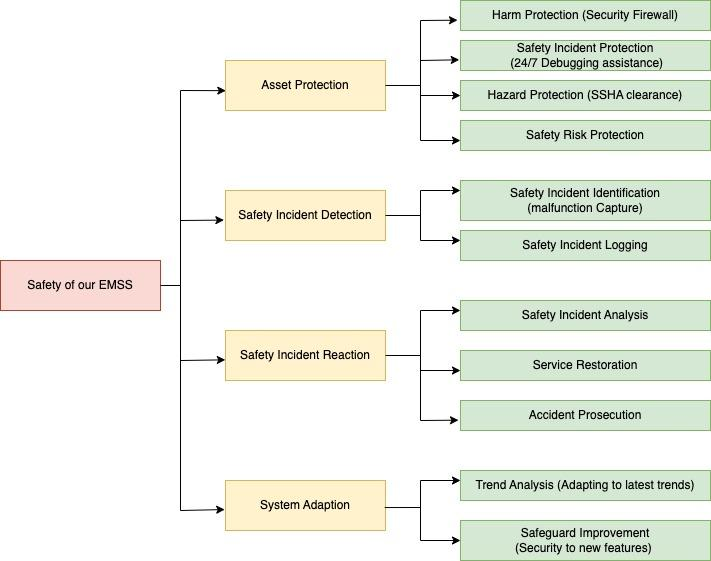 Safety of our EMSS
Asset Protection
Harm Protection (Security Firewall)
Safety Incident Protection
(24/7 Debugging assistance)
Hazard Protection (SSHA clearance)
Safety Risk Protection
Safety Incident Detection
Safety Incident Identification
(malfunction Capture)
Safety Incident Logging
Safety Incident Reaction
Safety Incident Analysis
Service Restoration
Accident Prosecution
System Adaption
Trend Analysis (Adapting to latest trends)
Safeguard Improvement
(Security to new features)